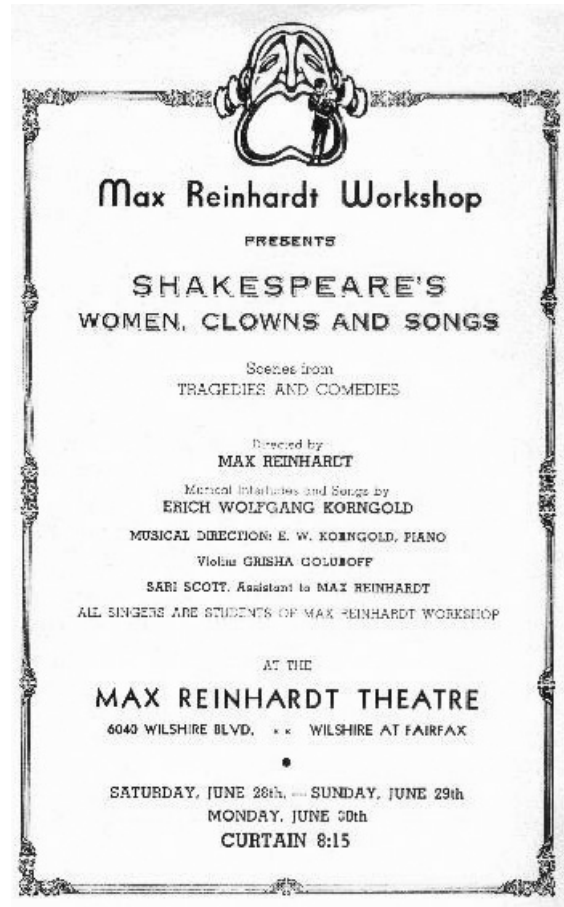 Max Reinhardt Workshop
PRESENTS
SHAKESPEARE'S
WOMEN, CLOWNS AND SONGS
Scenes from
TRAGEDIES AND COMEDIES
Directed by
MAX REINHARDT
Musical Interludes and Songs by
ERICH WOLFGANG KORNGOLD
MUSICAL DIRECTION: E. W. KORNGOLD, PIANO
Violin: GRISHA GOLUBOFF
SARI SCOTT, Assistant to MAX REINHARDT
ALL SINGERS ARE STUDENTS OF MAX REINHARDT WORKSHOP
AT THE
MAX REINHARDT THEATRE
6040 WILSHIRE BLVD. x x WILSHIRE AT FAIRFAX
SATURDAY, JUNE 28th, — SUNDAY, JUNE 29th
MONDAY, JUNE 30th
CURTAIN 8:15